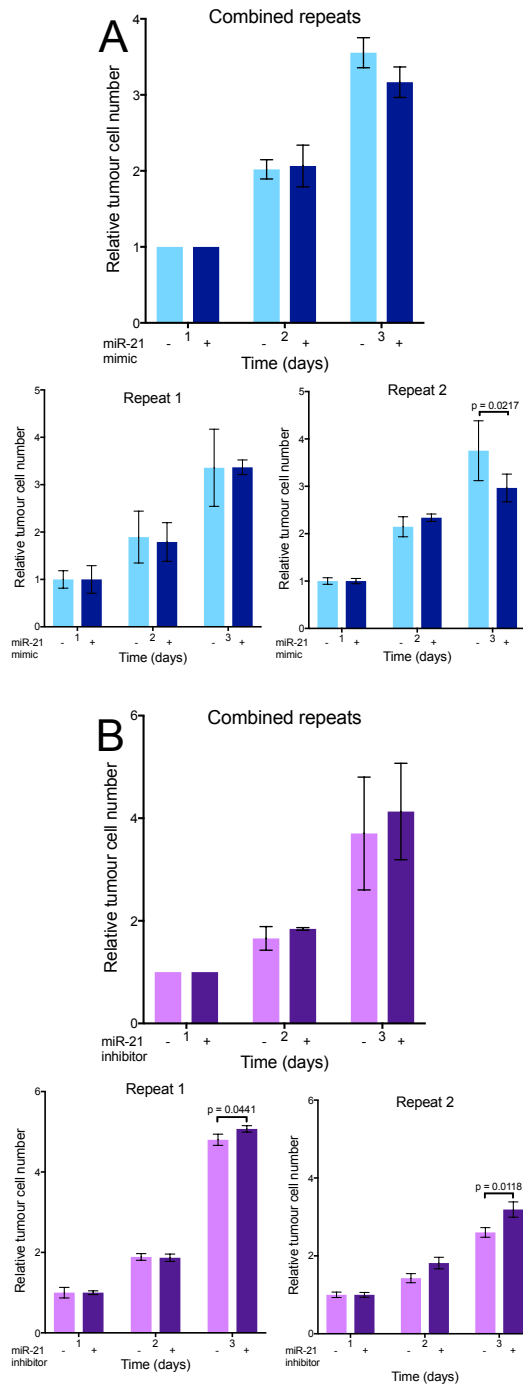 A
Combined repeats
Relative tumour cell number
4
3
2
1
0
1 2 3
miR-21 mimic - + - + - +
Time (days)
Repeat 1
Relative tumour cell number
5
4
3
2
1
0
1 2 3
miR-21 mimic - + - + - +
Time (days)
Repeat 2
p = 0.0217
Relative tumour cell number
5
4
3
2
1
0
1 2 3
miR-21 mimic - + - + - +
Time (days)
B
Combined repeats
Relative tumour cell number
6
4
2
0
1 2 3
miR-21 inhibitor - + - + - +
Time (days)
Repeat 1
p = 0.0441
Relative tumour cell number
6
4
2
0
1 2 3
miR-21 inhibitor - + - + - +
Time (days)
Repeat 2
p = 0.0118
Relative tumour cell number
6
4
2
0
1 2 3
miR-21 inhibitor - + - + - +
Time (days)